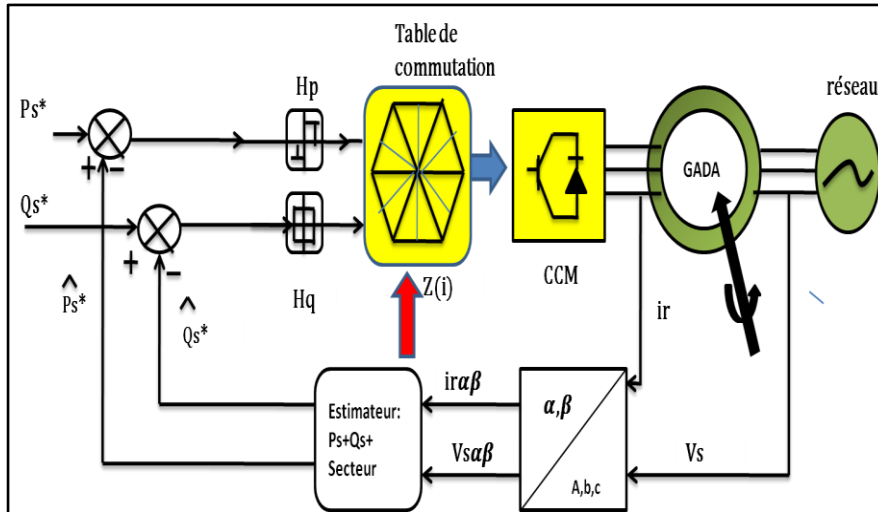 Table de
commutation
Hp
réseau
Ps*
+
−
GADA
Qs*
+
−
CCM
Z(i)
Hq
^
Ps*
^
Qs*
ir
irαβ
α,β
Estimateur:
Ps+Qs+
Secteur
Vsαβ
Vs
A,b,c